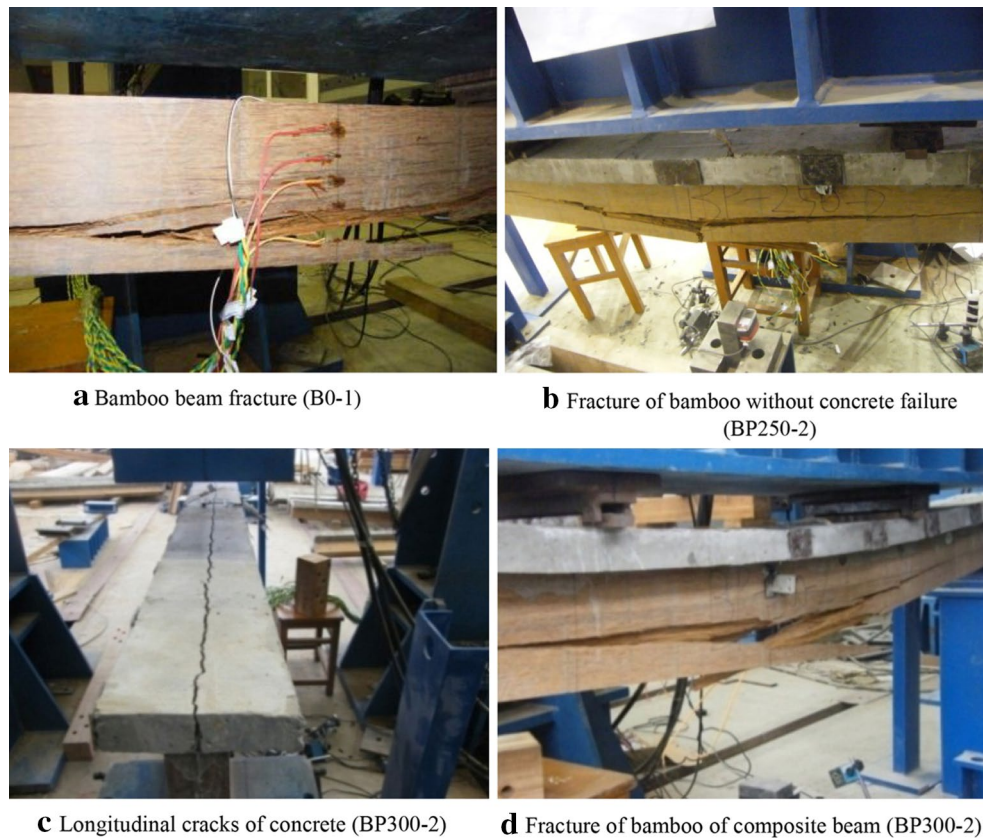 a Bamboo beam fracture (B0-1)
b Fracture of bamboo without concrete failure
(BP250-2)
c Longitudinal cracks of concrete (BP300-2)
d Fracture of bamboo of composite beam (BP300-2)